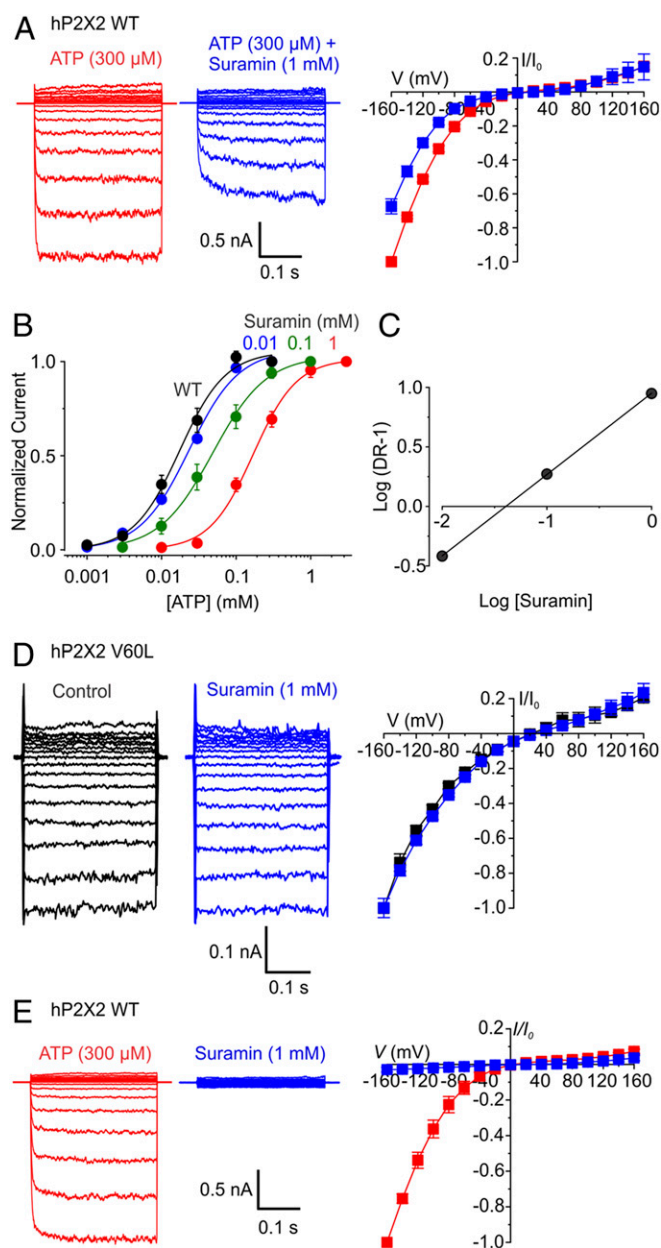 A hP2X2 WT
ATP (300 µM)
ATP (300 µM) +
Suramin (1 mM)
0.5 nA
0.1 s
V (mV)
I/I0
-160 -120 -80 -40 40 80 120 160
0.2
-0.2
-0.4
-0.6
-0.8
-1.0
B
Suramin (mM)
0.01 0.1 1
WT
Normalized Current
1.0
0.5
0.0
0.001 0.01 0.1 1
[ATP] (mM)
C
Log (DR-1)
1.0
0.5
0.0
-0.5
-2 -1 0
Log [Suramin]
D hP2X2 V60L
Control
Suramin (1 mM)
0.1 nA
0.1 s
V (mV)
I/I0
-160 -120 -80 -40 40 80 120 160
0.2
-0.2
-0.4
-0.6
-0.8
-1.0
E hP2X2 WT
ATP (300 µM)
Suramin (1 mM)
0.5 nA
0.1 s
V (mV)
I/I0
-160 -120 -80 -40 40 80 120 160
0.2
-0.2
-0.4
-0.6
-0.8
-1.0